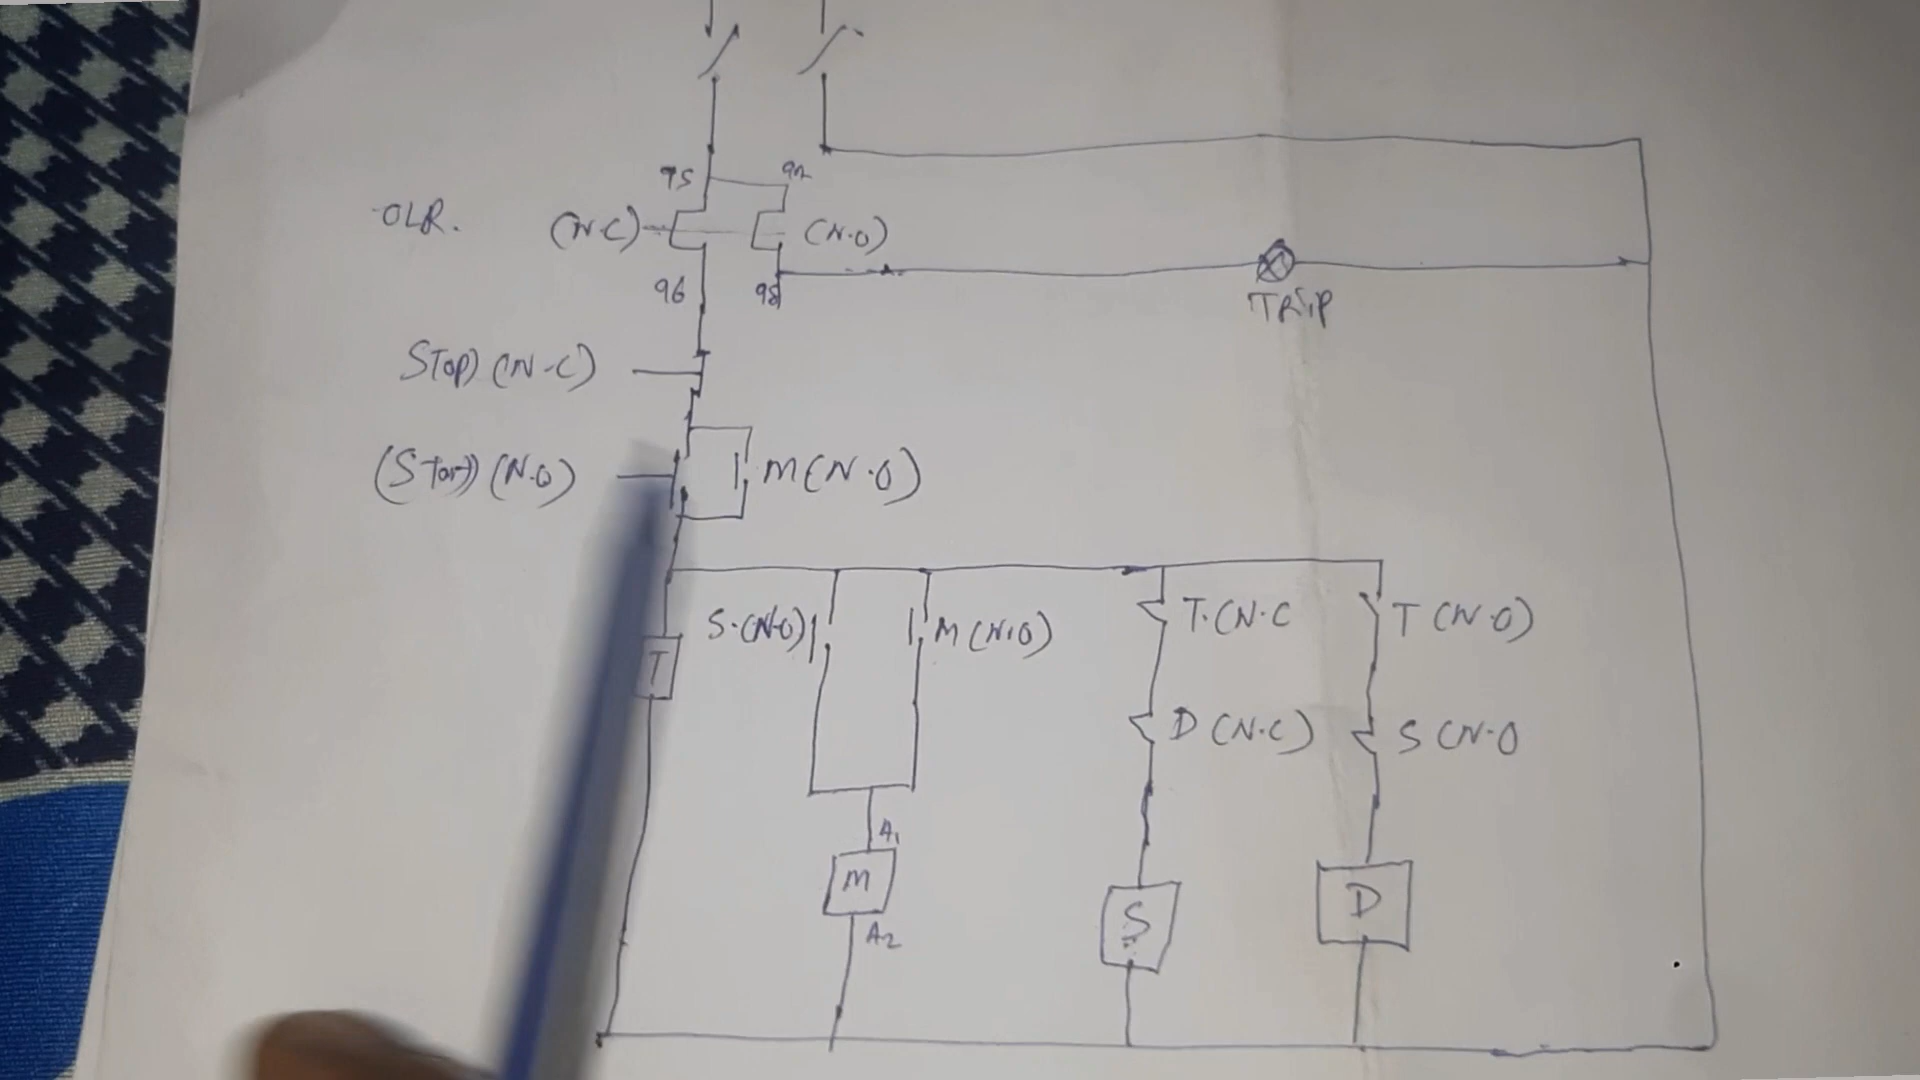 95 97
OLR. (N-C) (N.O)
96 98
TRIP
STOP) (N-C)
(START) (N.O) M(N.O)
S.(N.O) M(N.O) T.(N.C T(N.O)
T
D(N.C) S(N.O
A1
M S D
A2